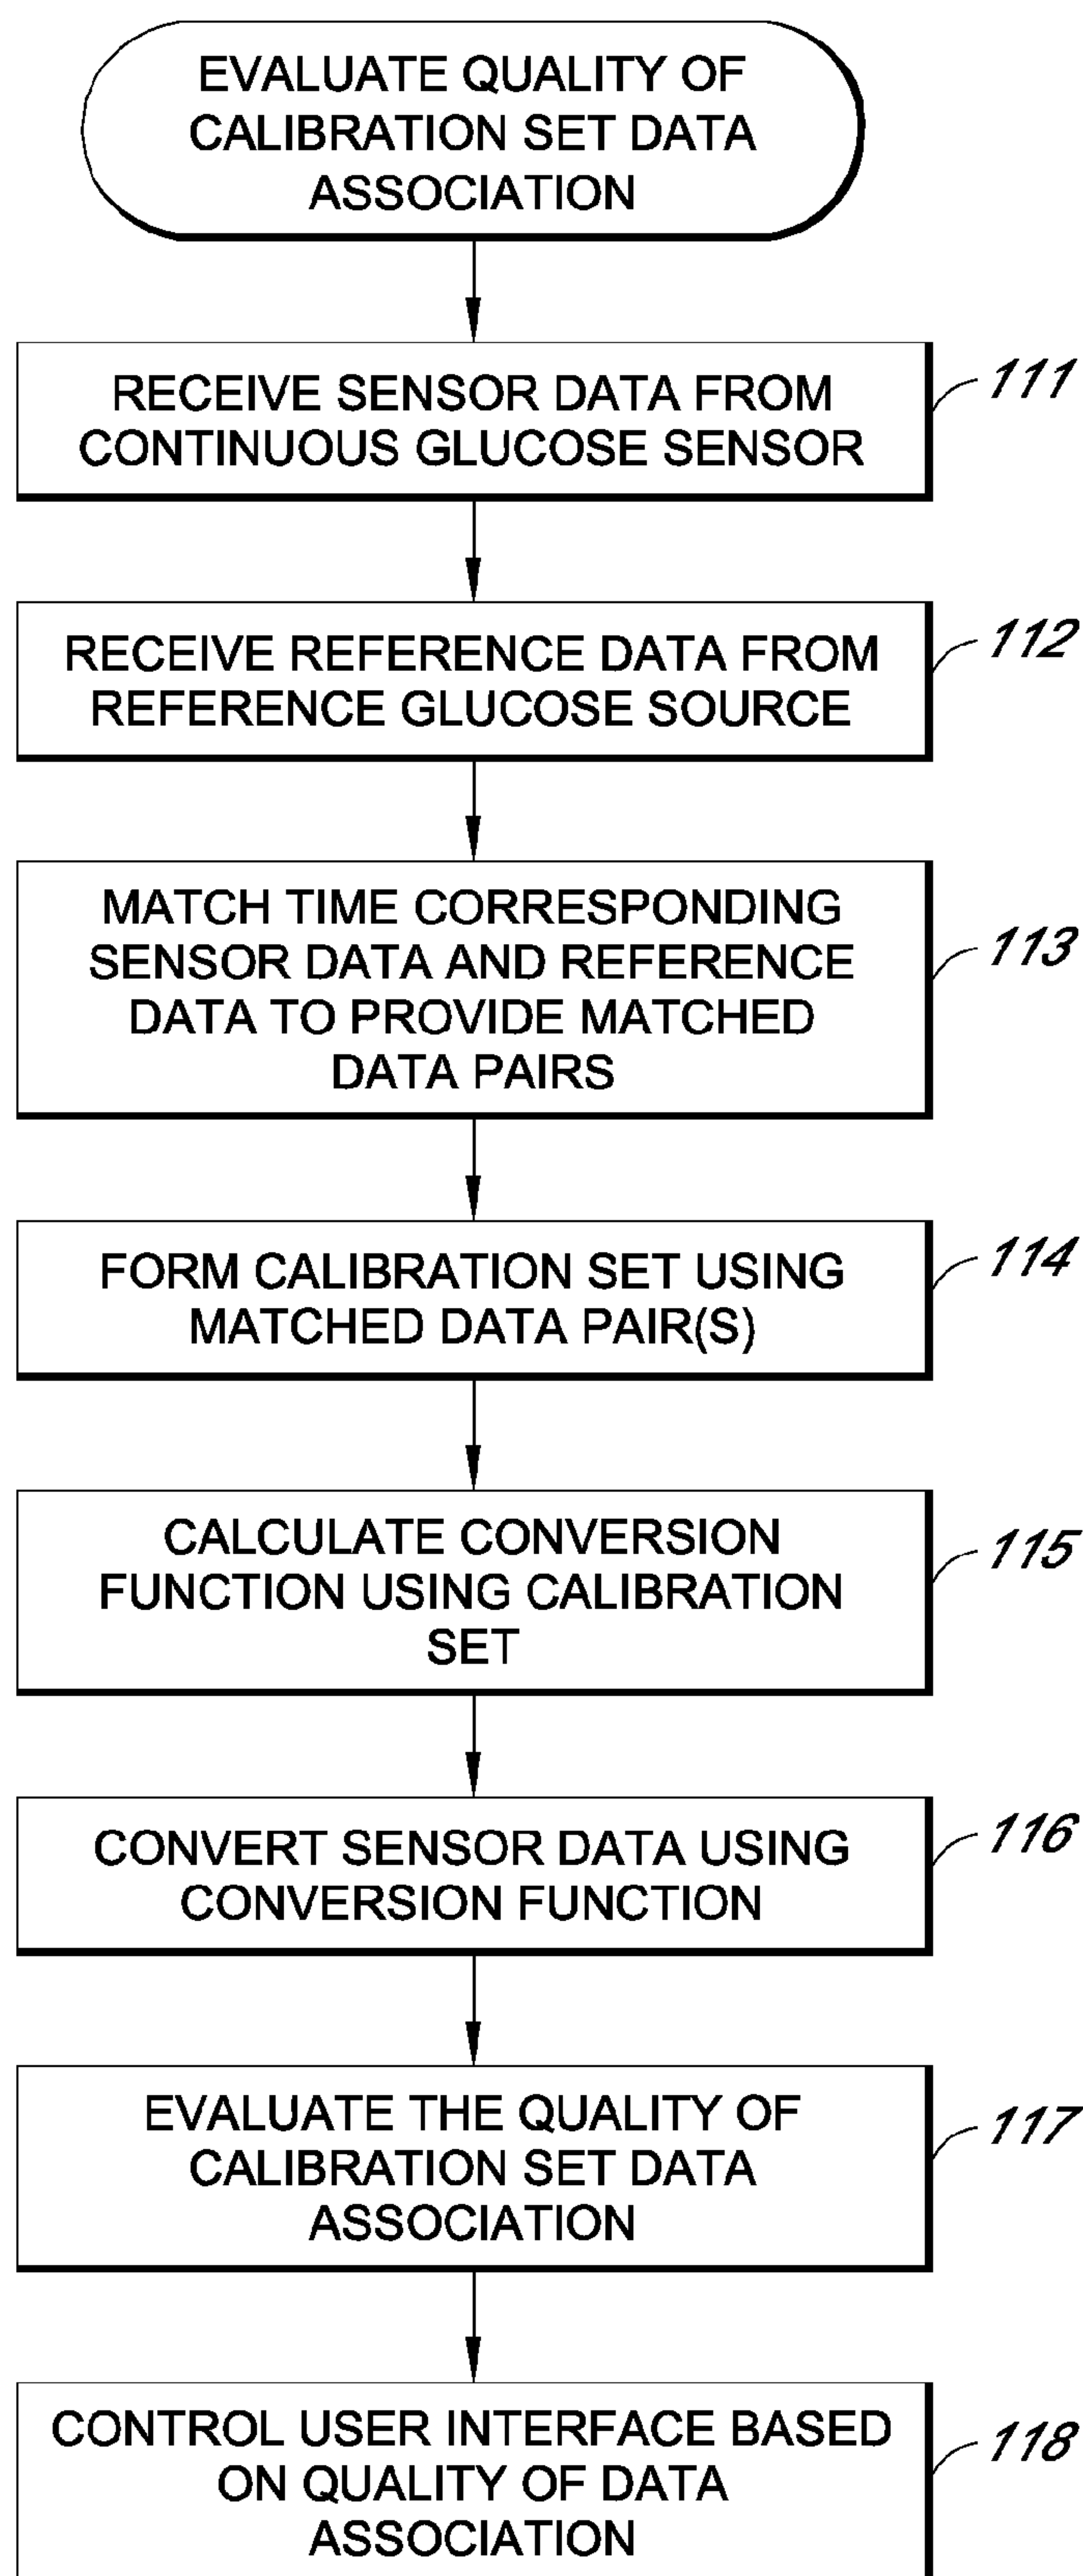 EVALUATE QUALITY OF
CALIBRATION SET DATA
ASSOCIATION
RECEIVE SENSOR DATA FROM
CONTINUOUS GLUCOSE SENSOR
111
RECEIVE REFERENCE DATA FROM
REFERENCE GLUCOSE SOURCE
112
MATCH TIME CORRESPONDING
SENSOR DATA AND REFERENCE
DATA TO PROVIDE MATCHED
DATA PAIRS
113
FORM CALIBRATION SET USING
MATCHED DATA PAIR(S)
114
CALCULATE CONVERSION
FUNCTION USING CALIBRATION
SET
115
CONVERT SENSOR DATA USING
CONVERSION FUNCTION
116
EVALUATE THE QUALITY OF
CALIBRATION SET DATA
ASSOCIATION
117
CONTROL USER INTERFACE BASED
ON QUALITY OF DATA
ASSOCIATION
118